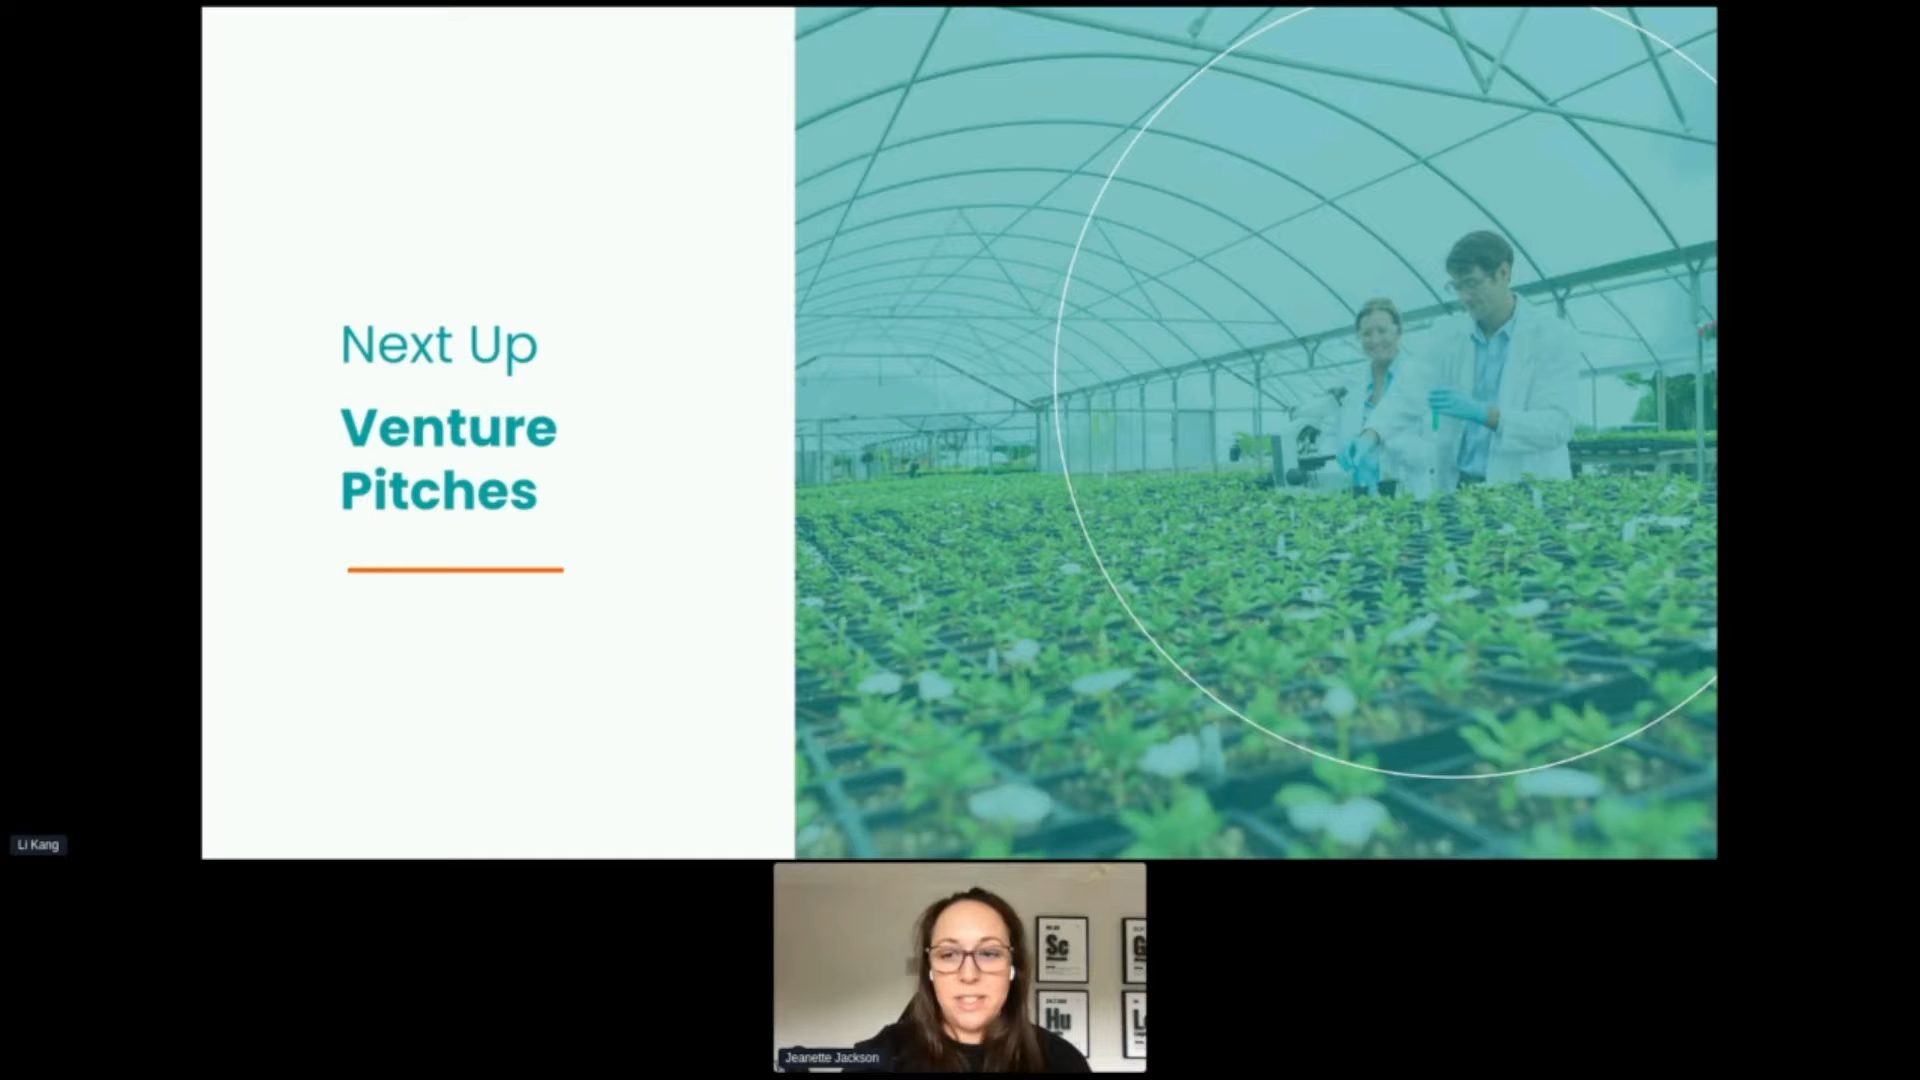 Next Up
Venture
Pitches
Li Kang
Sc
Hu
Jeanette Jackson